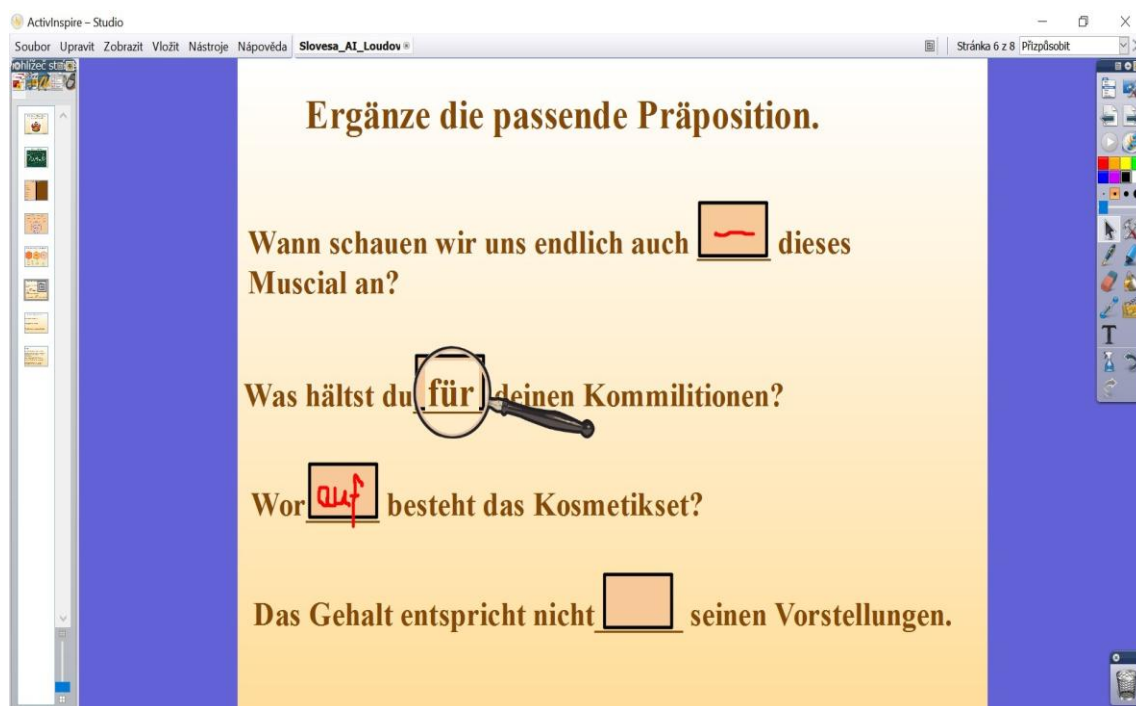 ActivInspire – Studio
Soubor Upravit Zobrazit Vložit Nástroje Nápověda Slovesa_AI_Loudov
Stránka 6 z 8 Přizpůsobit
Ergänze die passende Präposition.
Wann schauen wir uns endlich auch — dieses
Muscial an?
Was hältst du für deinen Kommilitionen?
Wor auf besteht das Kosmetikset?
Das Gehalt entspricht nicht seinen Vorstellungen.